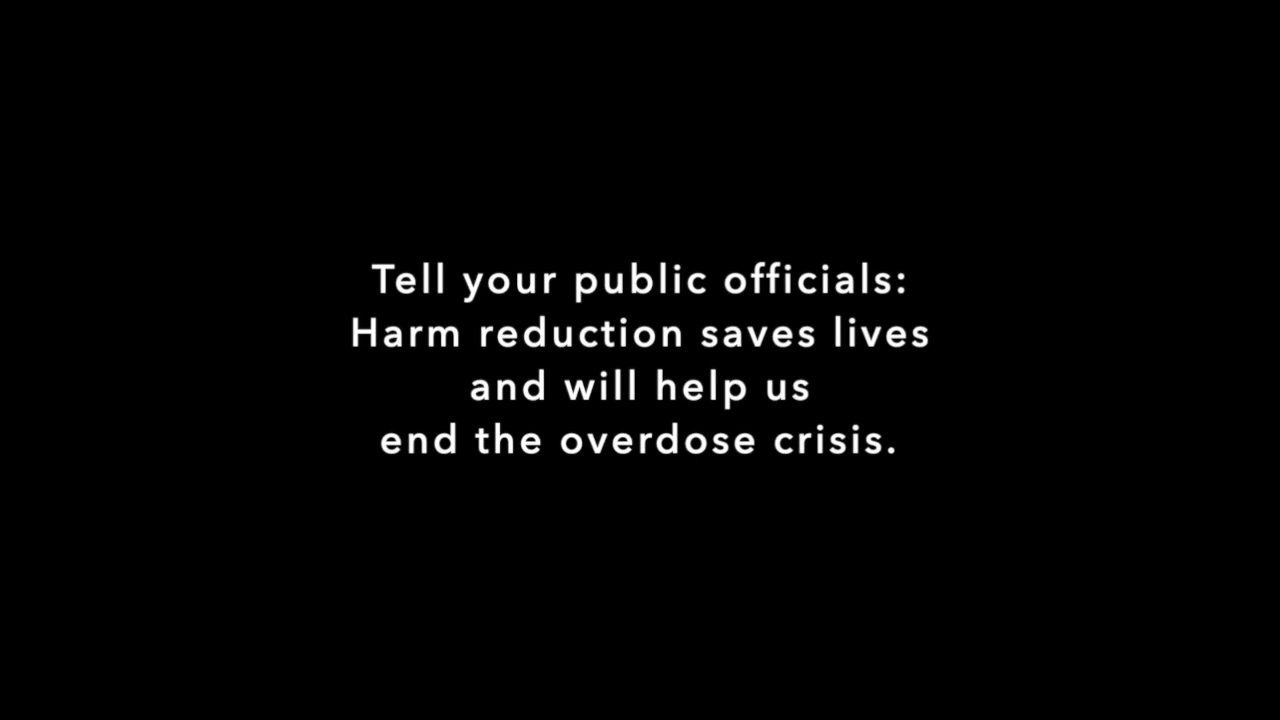 Tell your public officials:
Harm reduction saves lives
and will help us
end the overdose crisis.